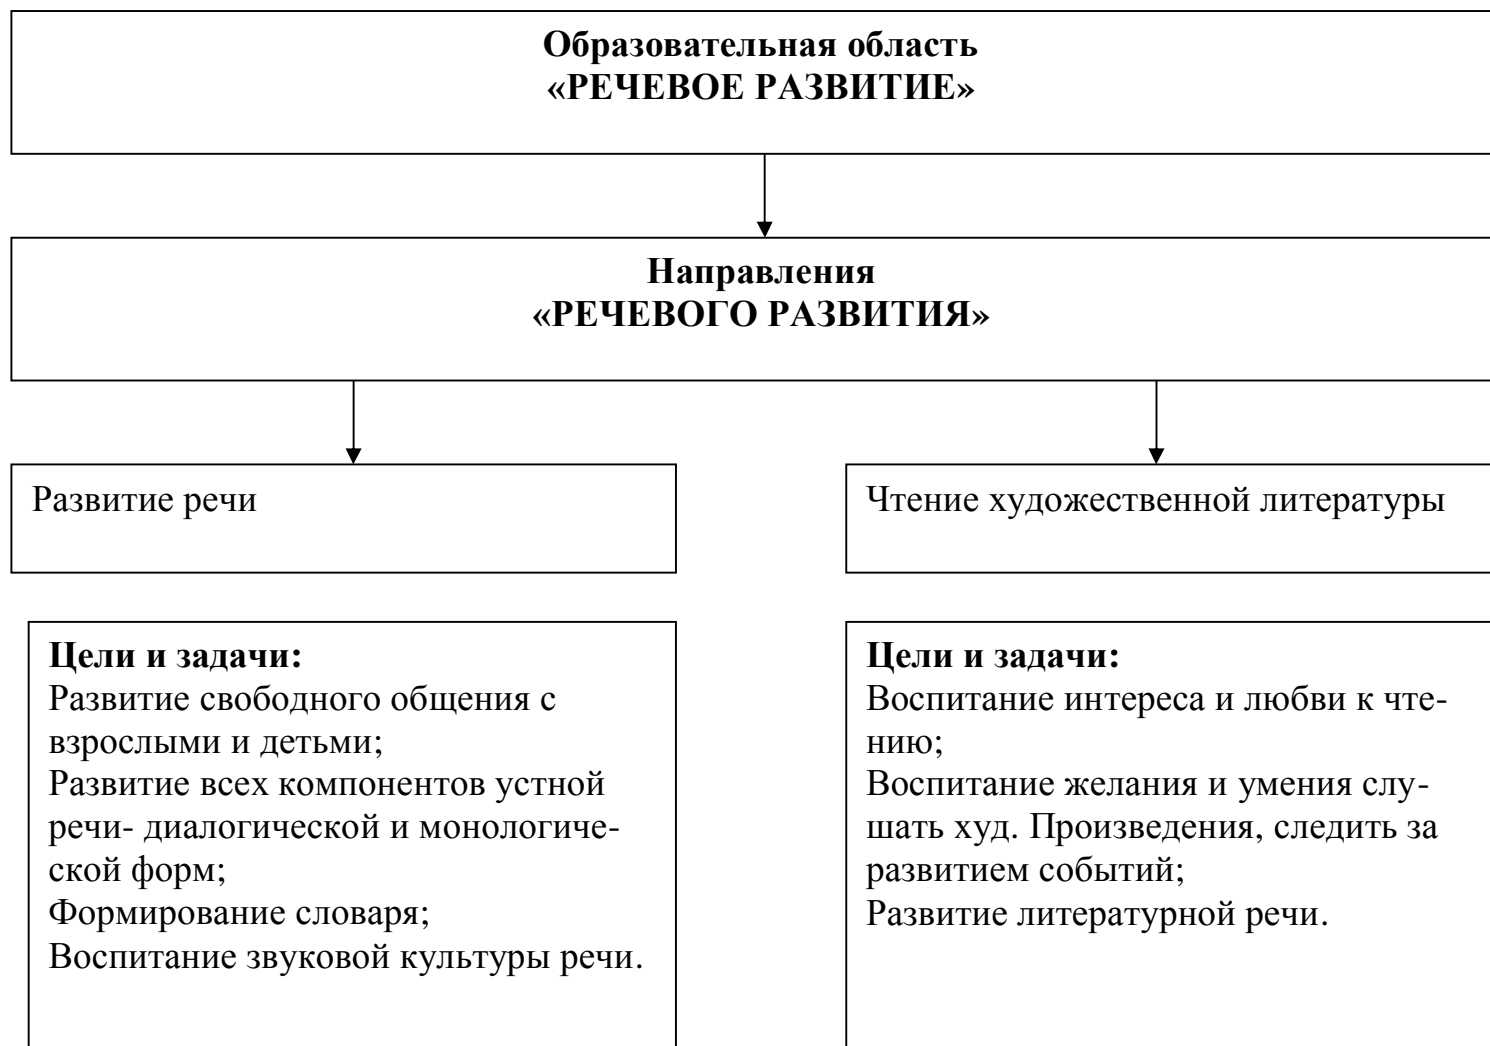 Образовательная область
«РЕЧЕВОЕ РАЗВИТИЕ»
Направления
«РЕЧЕВОГО РАЗВИТИЯ»
Развитие речи
Чтение художественной литературы
Цели и задачи:
Развитие свободного общения с
взрослыми и детьми;
Развитие всех компонентов устной
речи- диалогической и монологиче-
ской форм;
Формирование словаря;
Воспитание звуковой культуры речи.
Цели и задачи:
Воспитание интереса и любви к чте-
нию;
Воспитание желания и умения слу-
шать худ. Произведения, следить за
развитием событий;
Развитие литературной речи.